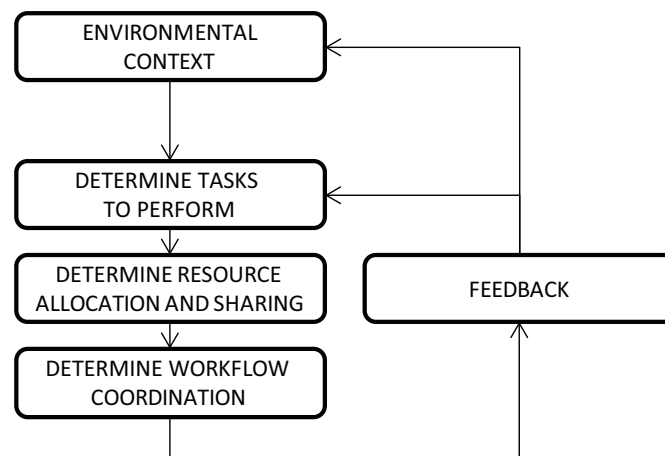 ENVIRONMENTAL
CONTEXT
DETERMINE TASKS
TO PERFORM
DETERMINE RESOURCE
ALLOCATION AND SHARING
FEEDBACK
DETERMINE WORKFLOW
COORDINATION